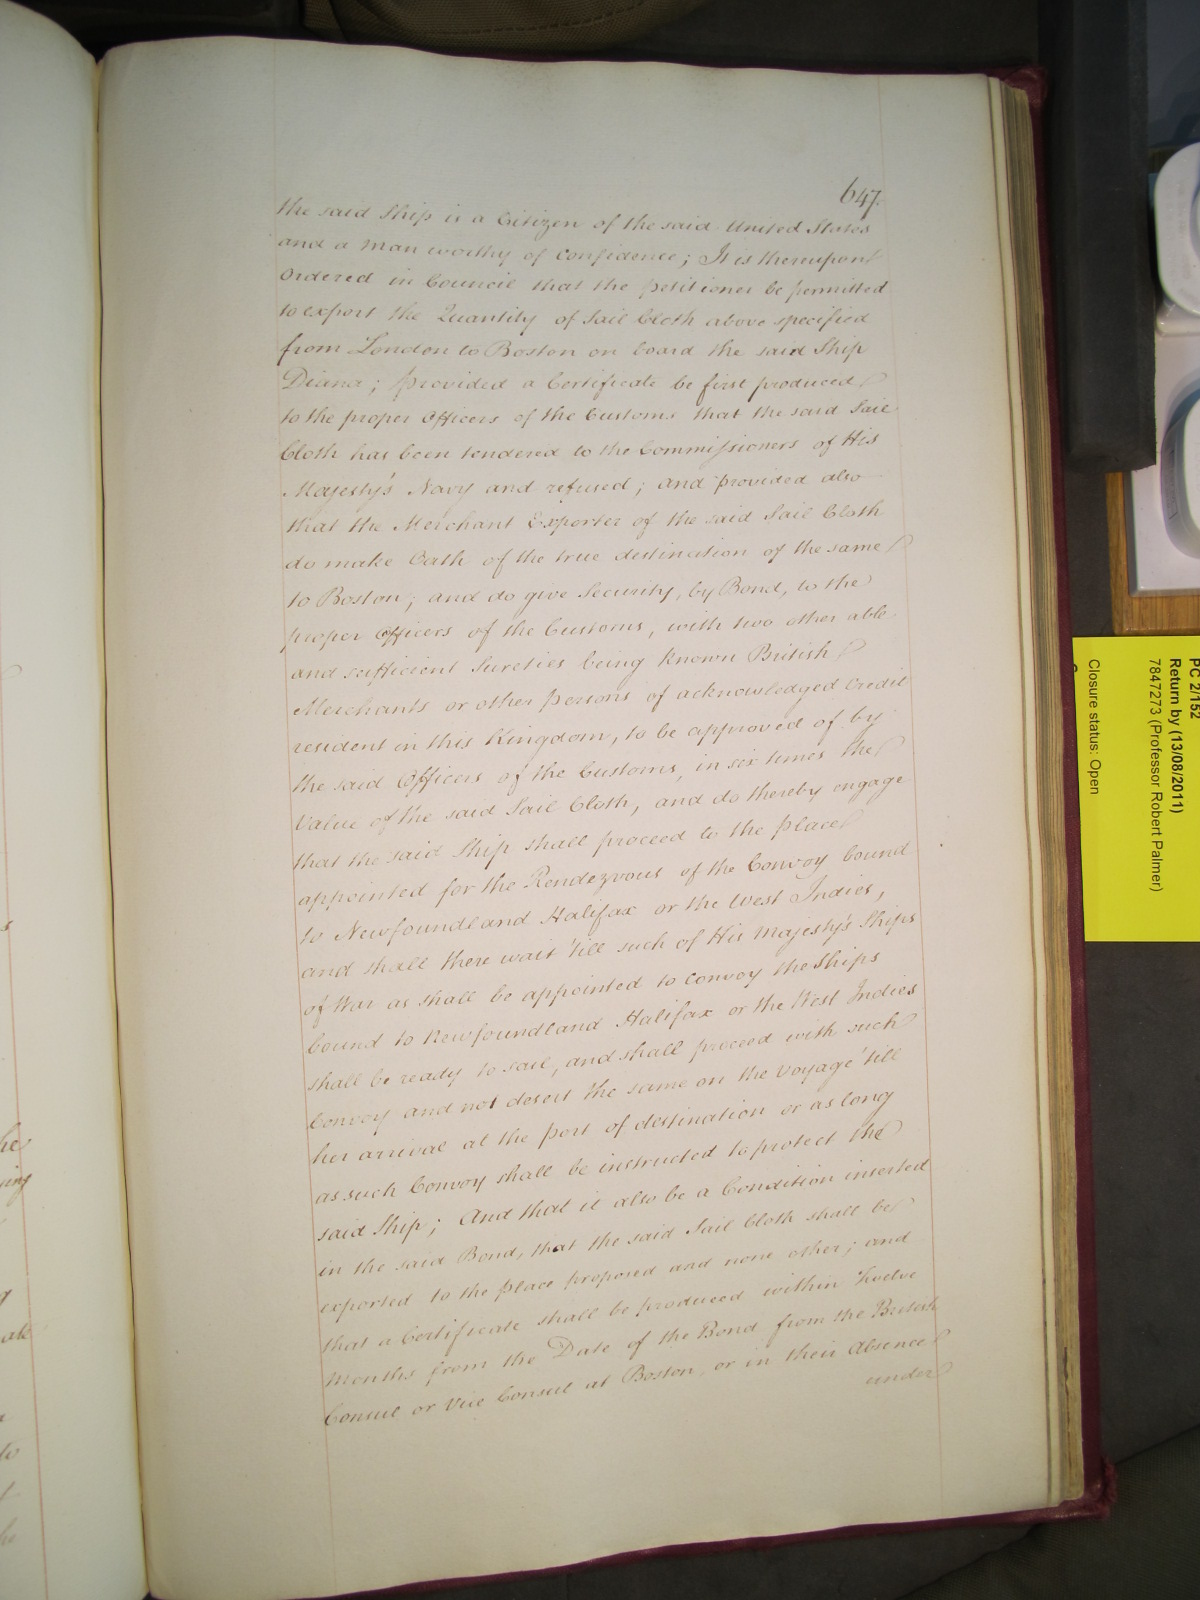 647.
the said Ship is a Citizen of the said United States
and a man worthy of confidence; It is thereupon
Ordered in Council that the petitioner be permitted
to export the Quantity of Sail Cloth above specified
from London to Boston on board the said Ship
Diana; provided a Certificate be first produced
to the proper Officers of the Customs that the said Sail
Cloth has been tendered to the Commissioners of His
Majesty's Navy and refused; and provided also
that the Merchant Exporter of the said Sail Cloth
do make Oath of the true destination of the same
to Boston; and do give Security, by Bond, to the
proper Officers of the Customs, with two other able
and sufficient Sureties being known British
Merchants or other persons of acknowledged Credit
resident in this Kingdom, to be approved of by
the said Officers of the Customs, in six times the
Value of the said Sail Cloth, and do thereby engage
that the said Ship shall proceed to the place
appointed for the Rendezvous of the Convoy bound
to Newfoundland Halifax or the West Indies,
and shall there wait 'till such of His Majesty's Ships
of War as shall be appointed to Convoy the Ships
bound to Newfoundland Halifax or the West Indies
shall be ready to sail, and shall proceed with such
Convoy and not desert the same on the Voyage 'till
her arrival at the port of destination or as long
as such Convoy shall be instructed to protect the
said Ship; And that it also be a Condition inserted
in the said Bond, that the said Sail Cloth shall be
exported to the place proposed and none other; and
that a Certificate shall be produced within Twelve
Months from the Date of the Bond from the British
Consul or Vice Consul at Boston, or in their Absence
under
PC 2/152
Return by (13/08/2011)
7847273 (Professor Robert Palmer)
Closure status: Open